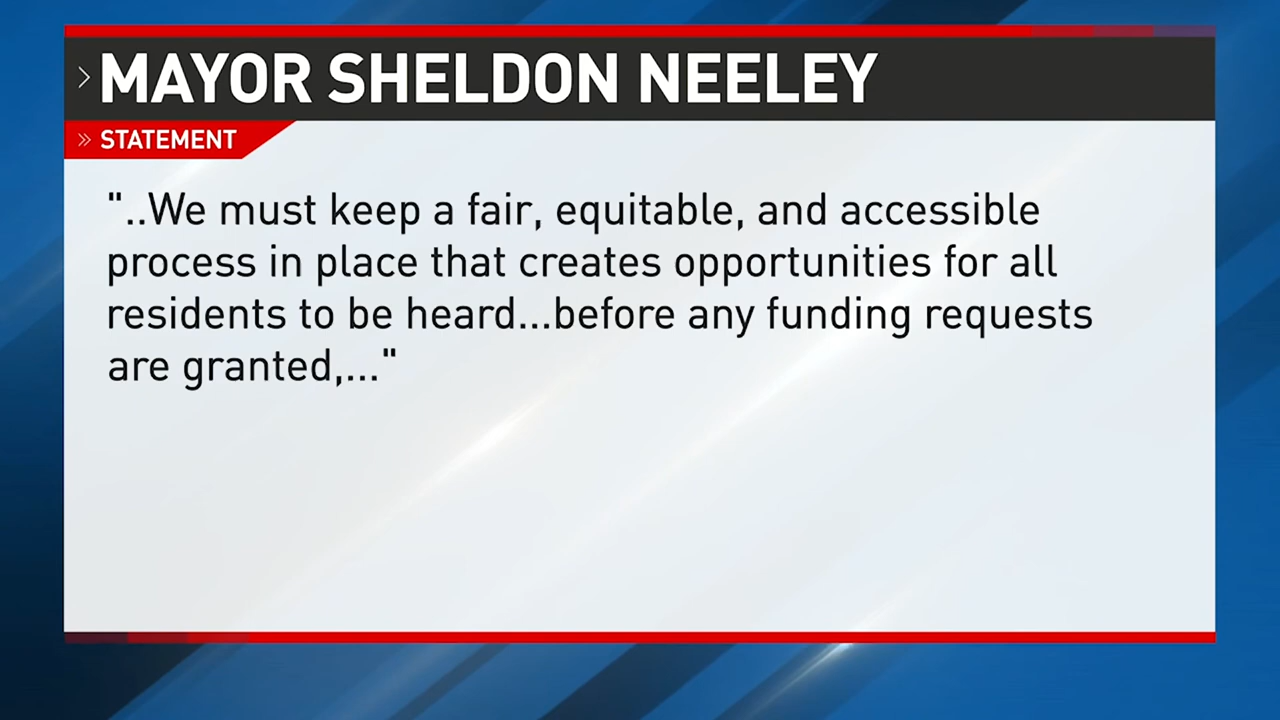 MAYOR SHELDON NEELEY
STATEMENT
"..We must keep a fair, equitable, and accessible
process in place that creates opportunities for all
residents to be heard...before any funding requests
are granted,..."